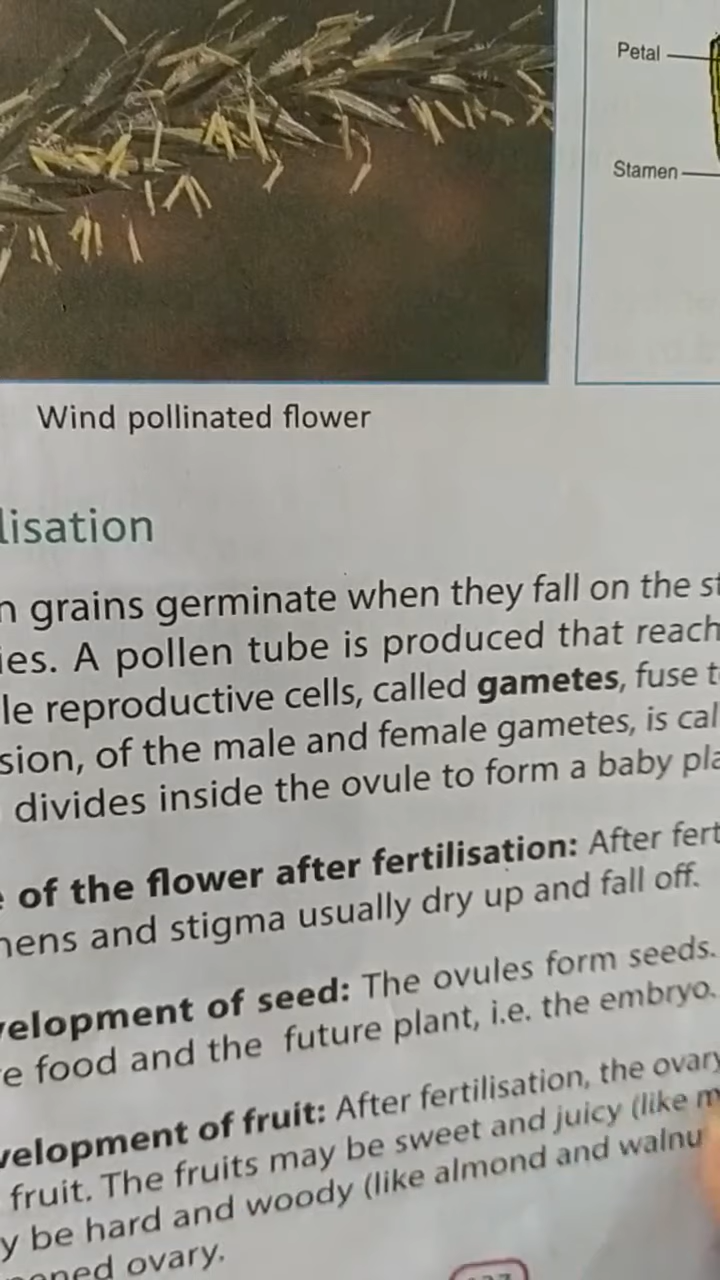 Petal
Stamen
Wind pollinated flower
lisation
n grains germinate when they fall on the st
ies. A pollen tube is produced that reach
le reproductive cells, called gametes, fuse t
sion, of the male and female gametes, is cal
divides inside the ovule to form a baby pla
of the flower after fertilisation: After fert
nens and stigma usually dry up and fall off.
velopment of seed: The ovules form seeds.
e food and the future plant, i.e. the embryo.
velopment of fruit: After fertilisation, the ovary
fruit. The fruits may be sweet and juicy (like m
y be hard and woody (like almond and walnu
ned ovary.